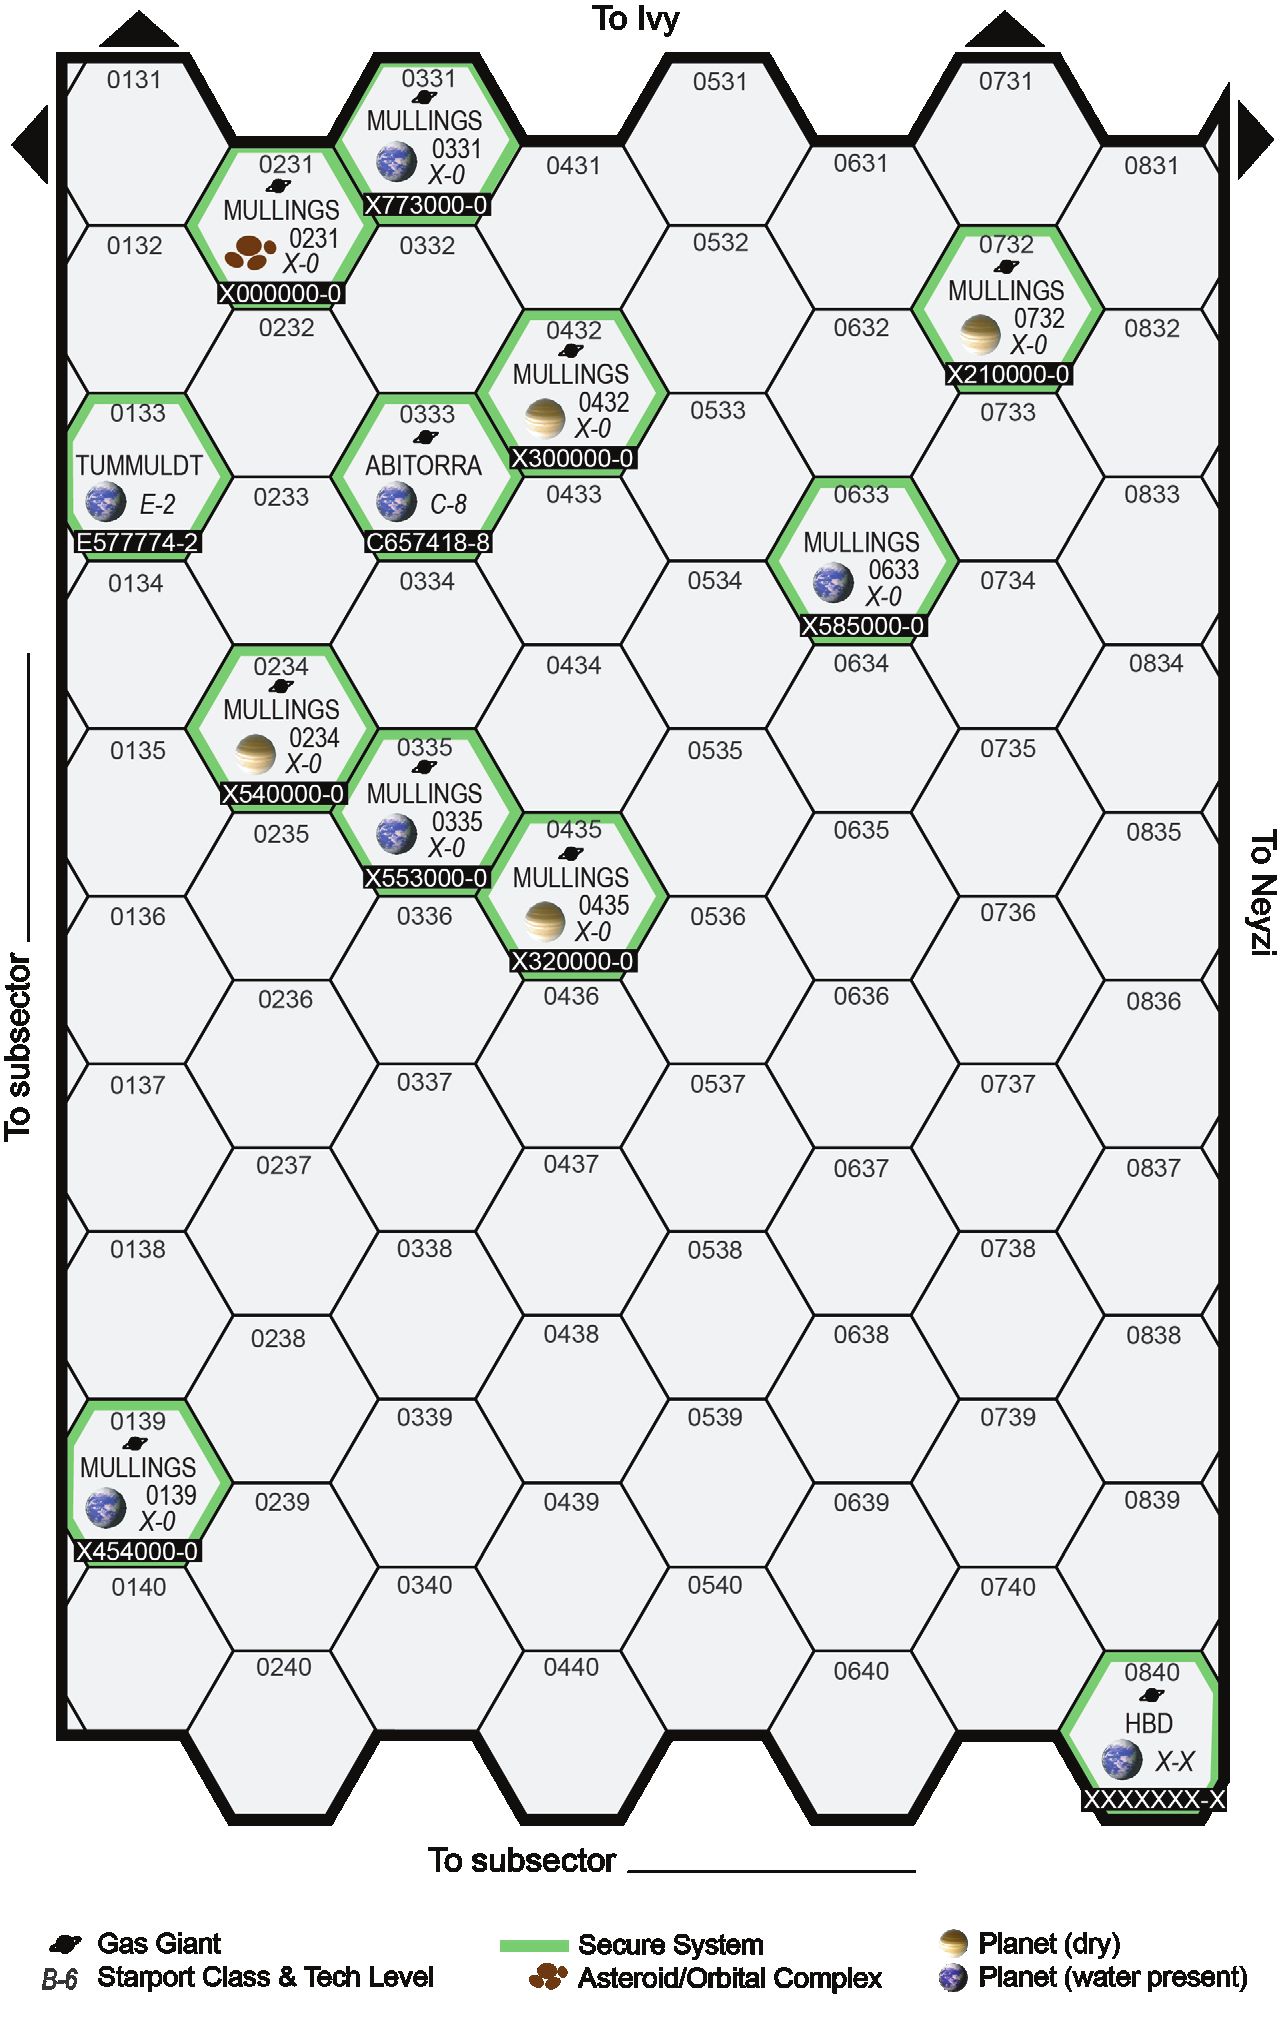 To Ivy
0131
0331
MULLINGS
0331
X-0
X773000-0
0531
0731
0231
MULLINGS
0231
X-0
X000000-0
0431
0631
0831
0132
0332
0532
0732
MULLINGS
0732
X-0
X210000-0
0232
0432
MULLINGS
0432
X-0
X300000-0
0632
0832
0133
TUMMULDT
E-2
E577774-2
0333
ABITORRA
C-8
C657418-8
0533
0733
0233
0433
0633
MULLINGS
0633
X-0
X585000-0
0833
0134
0334
0534
0734
0234
MULLINGS
0234
X-0
X540000-0
0434
0634
0834
0135
0335
MULLINGS
0335
X-0
X553000-0
0535
0735
0235
0435
MULLINGS
0435
X-0
X320000-0
0635
0835
0136
0336
0536
0736
0236
0436
0636
0836
0137
0337
0537
0737
0237
0437
0637
0837
0138
0338
0538
0738
0238
0438
0638
0838
0139
MULLINGS
0139
X-0
X454000-0
0339
0539
0739
0239
0439
0639
0839
0140
0340
0540
0740
0240
0440
0640
0840
HBD
X-X
XXXXXXX-X
To subsector
To Neyzi
To subsector
Gas Giant
Secure System
Planet (dry)
B-6 Starport Class & Tech Level
Asteroid/Orbital Complex
Planet (water present)